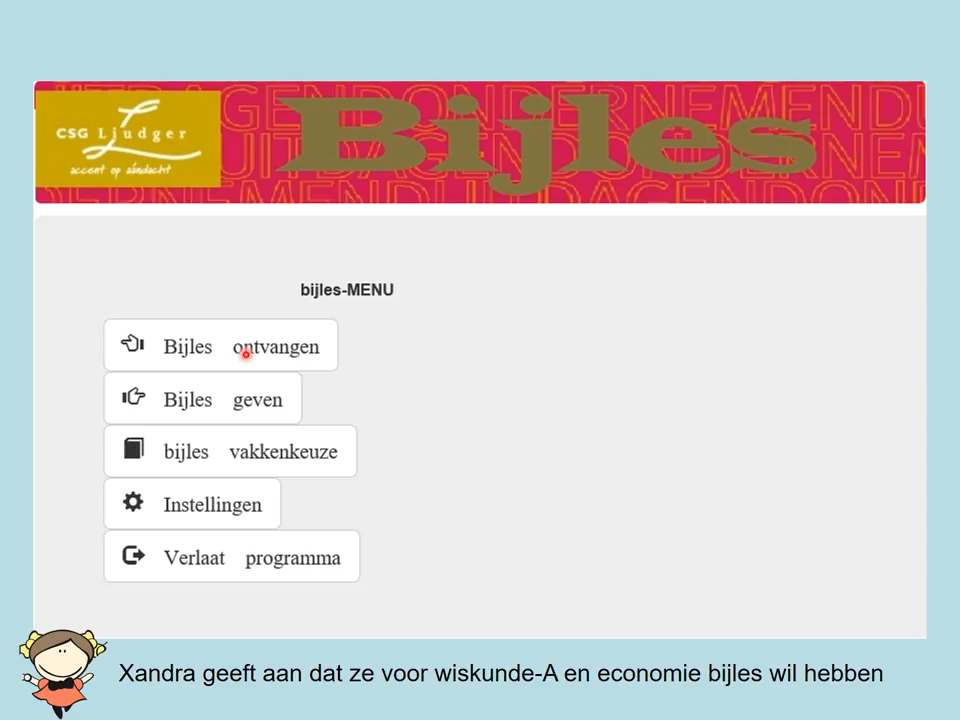 CSG Liudger
accent op aandacht
Bijles
bijles-MENU
Bijles ontvangen
Bijles geven
bijles vakkenkeuze
Instellingen
Verlaat programma
Xandra geeft aan dat ze voor wiskunde-A en economie bijles wil hebben